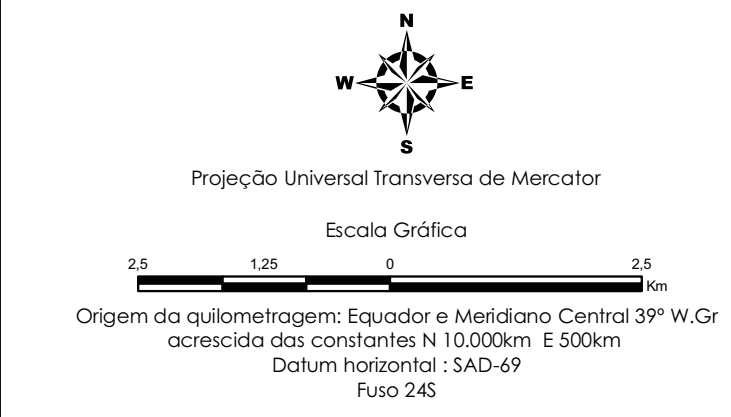 N
W E
S
Projeção Universal Transversa de Mercator
Escala Gráfica
2,5 1,25 0 2,5
Km
Origem da quilometragem: Equador e Meridiano Central 39º W.Gr
acrescida das constantes N 10.000km E 500km
Datum horizontal : SAD-69
Fuso 24S